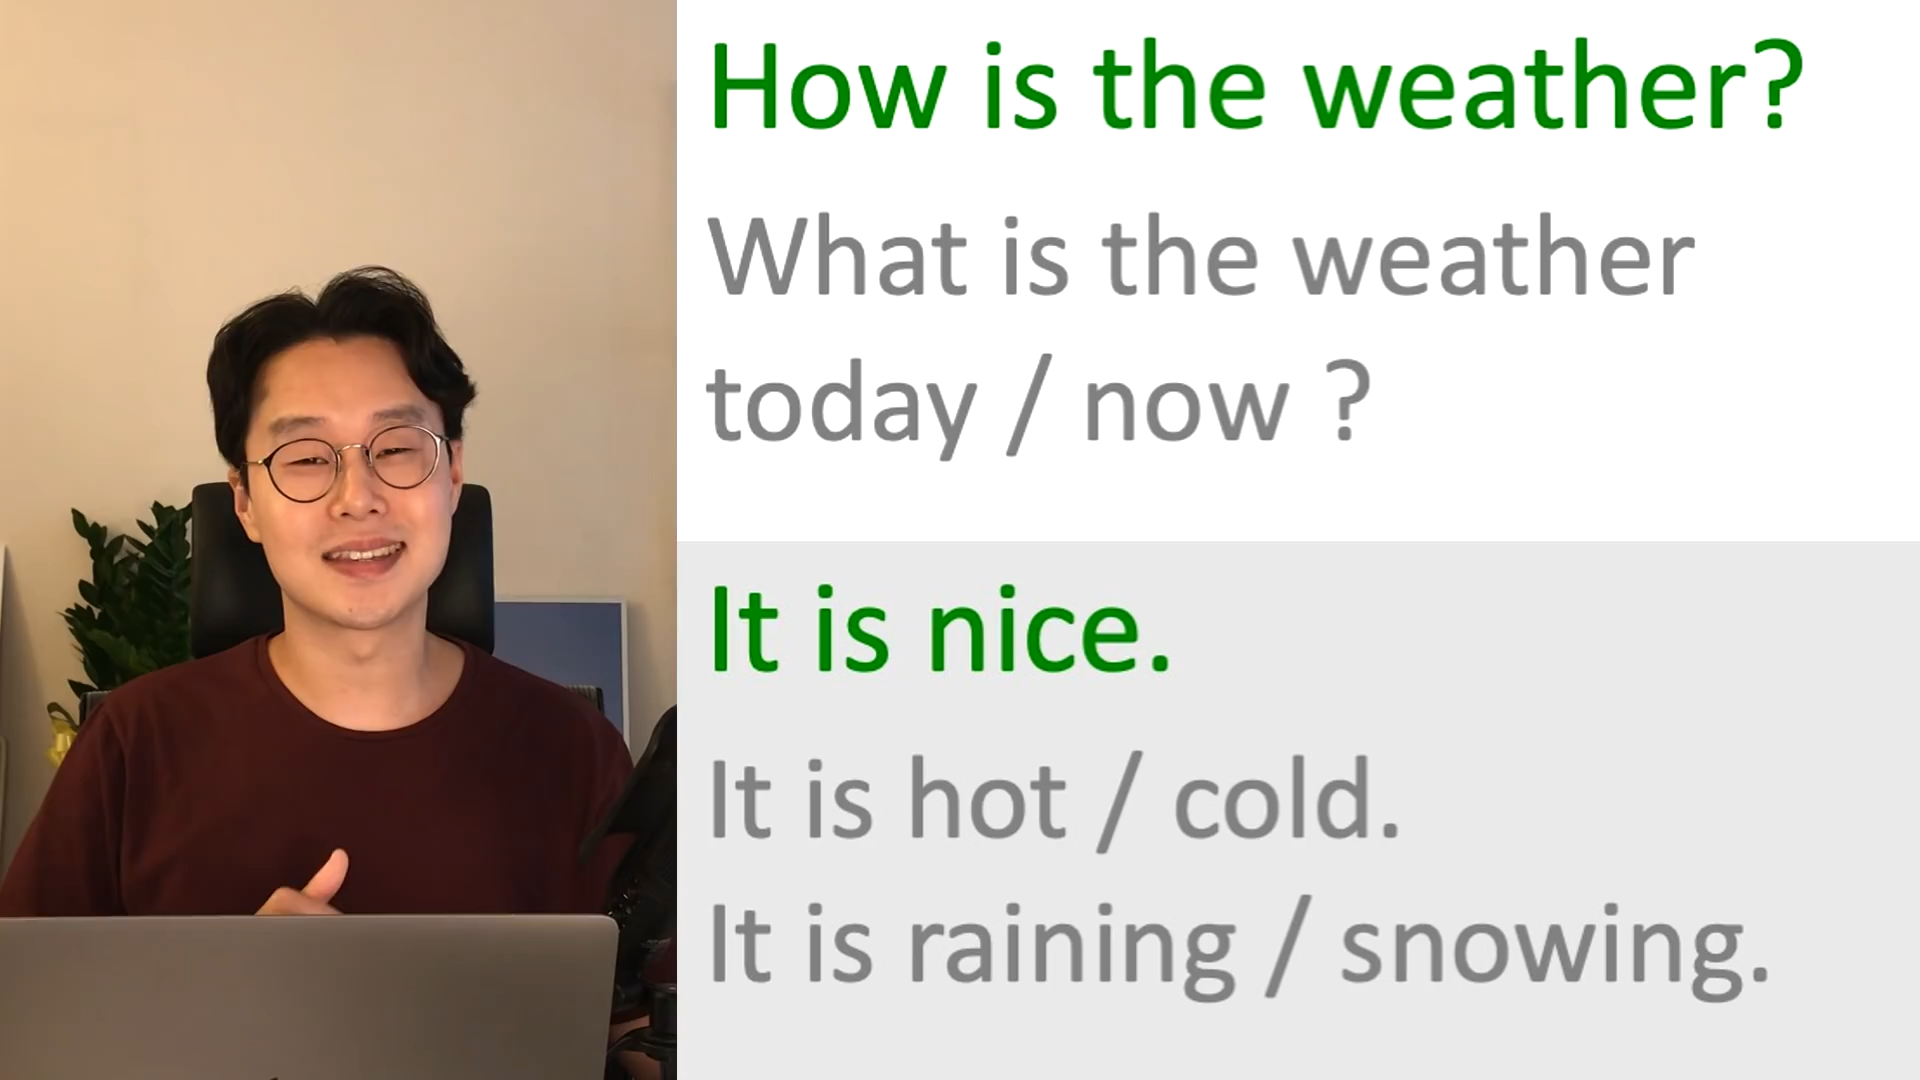 How is the weather?
What is the weather
today / now ?
It is nice.
It is hot / cold.
It is raining / snowing.